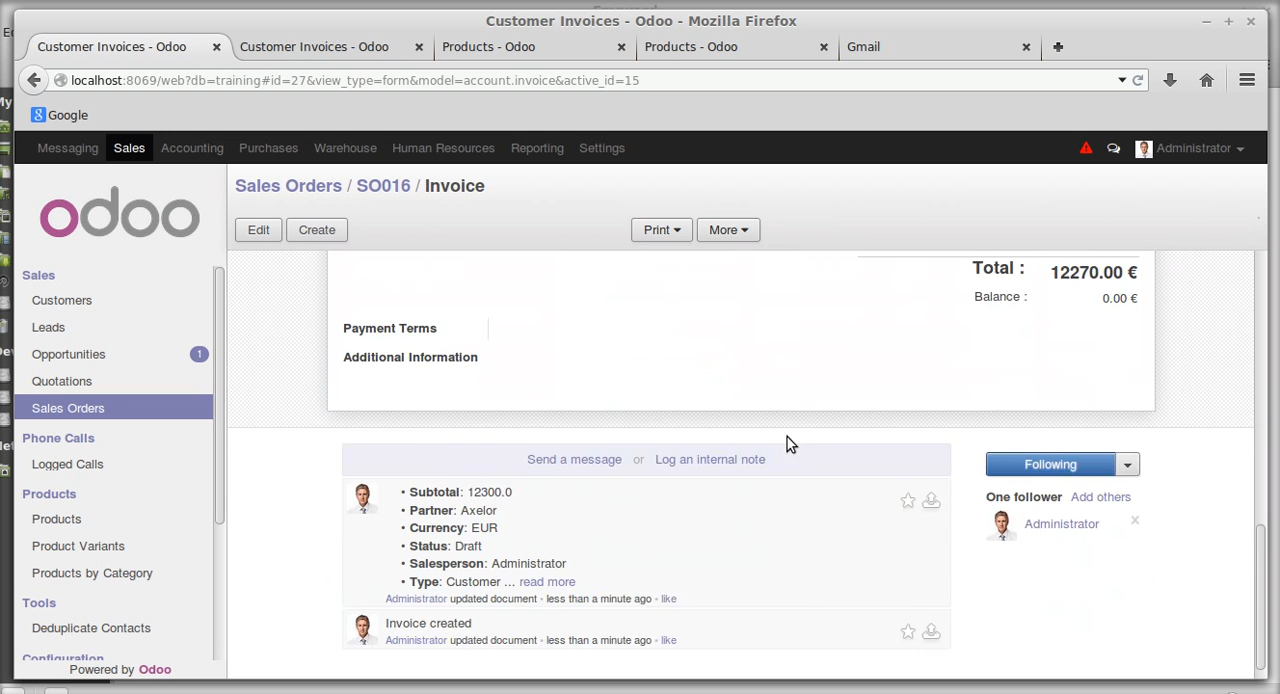 Customer Invoices - Odoo - Mozilla Firefox
Customer Invoices - Odoo
Customer Invoices - Odoo
Products - Odoo
Products - Odoo
Gmail
localhost:8069/web?db=training#id=27&view_type=form&model=account.invoice&active_id=15
Google
Messaging Sales Accounting Purchases Warehouse Human Resources Reporting Settings Administrator
odoo
Sales Orders / SO016 / Invoice
Edit Create Print More
Sales
Customers
Leads
Opportunities 1
Quotations
Sales Orders
Phone Calls
Logged Calls
Products
Products
Product Variants
Products by Category
Tools
Deduplicate Contacts
Configuration
Powered by Odoo
Total : 12270.00 €
Balance : 0.00 €
Payment Terms
Additional Information
Send a message or Log an internal note
• Subtotal: 12300.0
• Partner: Axelor
• Currency: EUR
• Status: Draft
• Salesperson: Administrator
• Type: Customer ... read more
Administrator updated document • less than a minute ago • like
Invoice created
Administrator updated document • less than a minute ago • like
Following
One follower Add others
Administrator